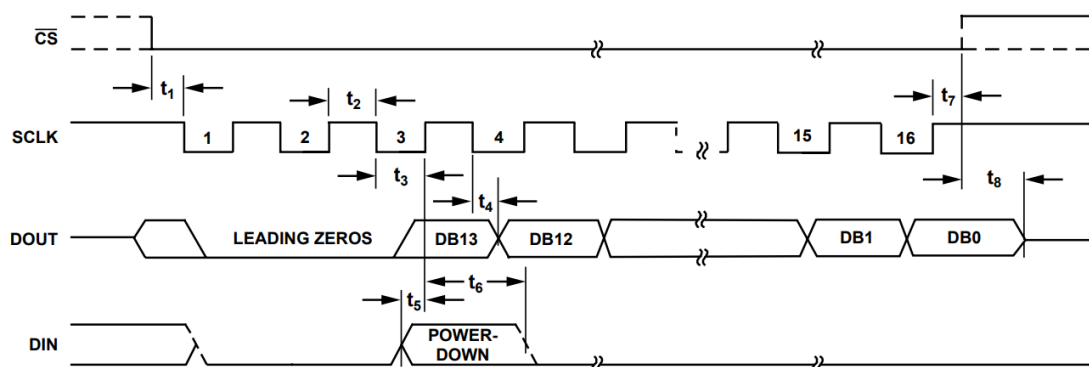 C̅S̅
t1
t2
t7
SCLK
1
2
3
4
15
16
t3
t4
t8
DOUT
LEADING ZEROS
DB13
DB12
DB1
DB0
t5
t6
DIN
POWER-
DOWN